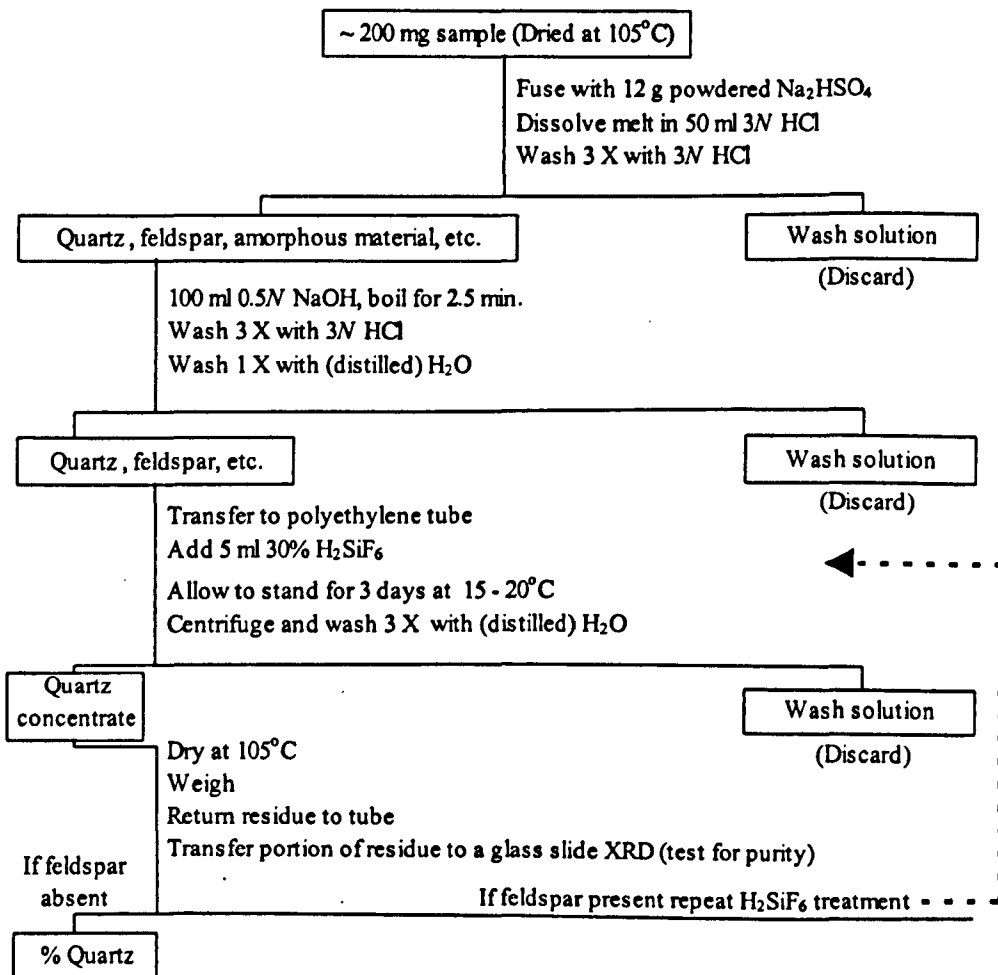 ~ 200 mg sample (Dried at 105°C)
Fuse with 12 g powdered Na₂HSO₄
Dissolve melt in 50 ml 3N HCl
Wash 3 X with 3N HCl
Quartz, feldspar, amorphous material, etc.
Wash solution
(Discard)
100 ml 0.5N NaOH, boil for 2.5 min.
Wash 3 X with 3N HCl
Wash 1 X with (distilled) H₂O
Quartz, feldspar, etc.
Wash solution
(Discard)
Transfer to polyethylene tube
Add 5 ml 30% H₂SiF₆
Allow to stand for 3 days at 15 - 20°C
Centrifuge and wash 3 X with (distilled) H₂O
Quartz
concentrate
Wash solution
(Discard)
Dry at 105°C
Weigh
Return residue to tube
Transfer portion of residue to a glass slide XRD (test for purity)
If feldspar
absent
If feldspar present repeat H₂SiF₆ treatment
% Quartz